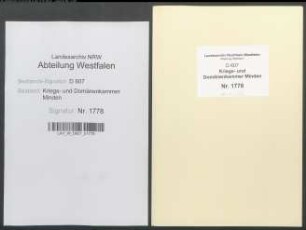 Landesarchiv NRW
Abteilung Westfalen
Bestands-Signatur D 607
Bestand Kriegs- und Domänenkammer
Minden
Signatur Nr. 1778
Landesarchiv Nordrhein-Westfalen
D 607
Kriegs- und
Domänenkammer Minden
Nr. 1778